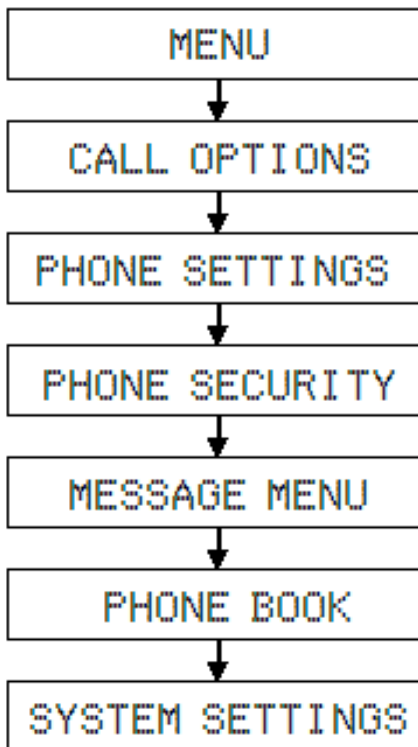 MENU
CALL OPTIONS
PHONE SETTINGS
PHONE SECURITY
MESSAGE MENU
PHONE BOOK
SYSTEM SETTINGS